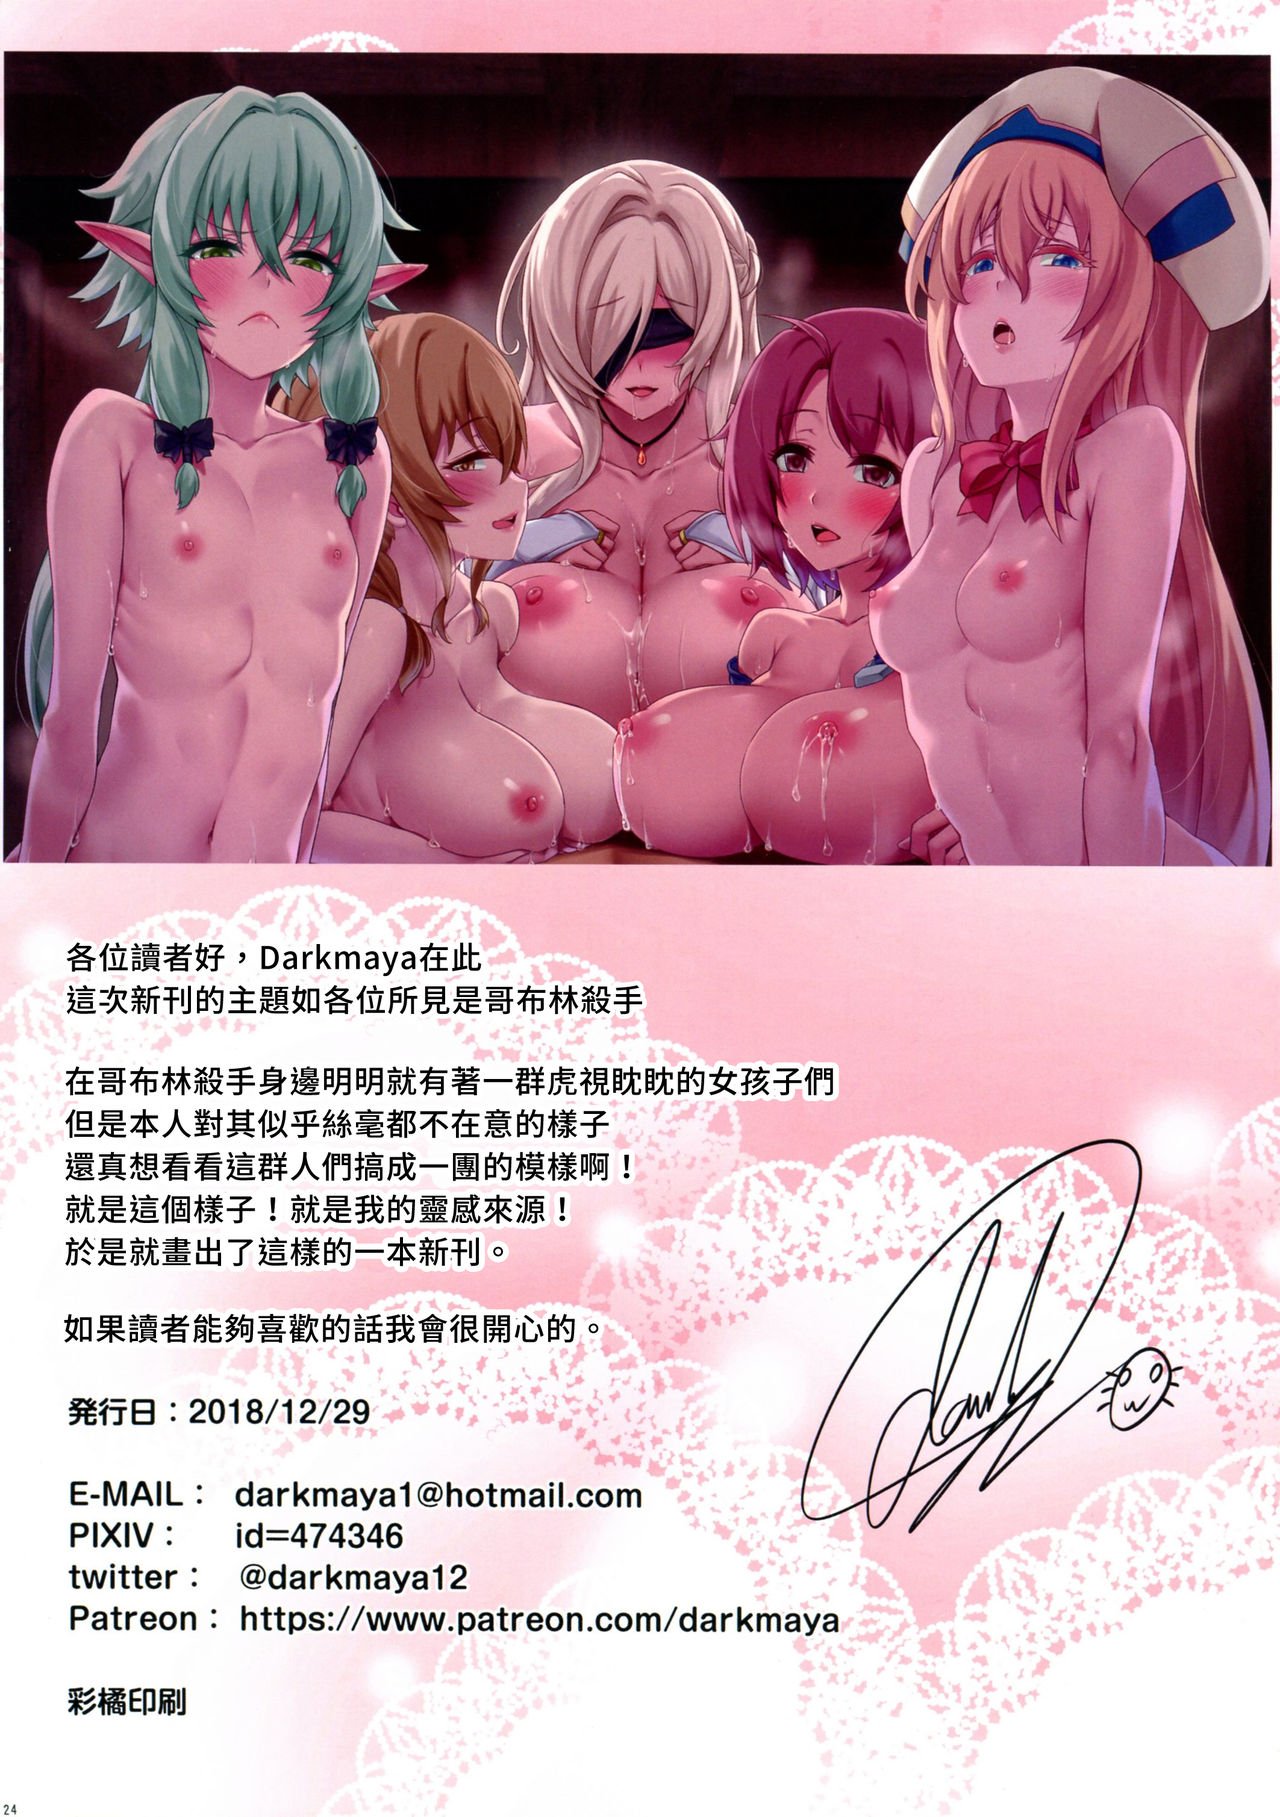 各位讀者好，Darkmaya在此
這次新刊的主題如各位所見是哥布林殺手
在哥布林殺手身邊明明就有著一群虎視眈眈的女孩子們
但是本人對其似乎絲毫都不在意的樣子
還真想看看這群人們搞成一團的模樣啊！
就是這個樣子！就是我的靈感來源！
於是就畫出了這樣的一本新刊。
如果讀者能夠喜歡的話我會很開心的。
発行日：2018/12/29
E-MAIL： darkmaya1@hotmail.com
PIXIV： id=474346
twitter： @darkmaya12
Patreon： https://www.patreon.com/darkmaya
彩橘印刷
24